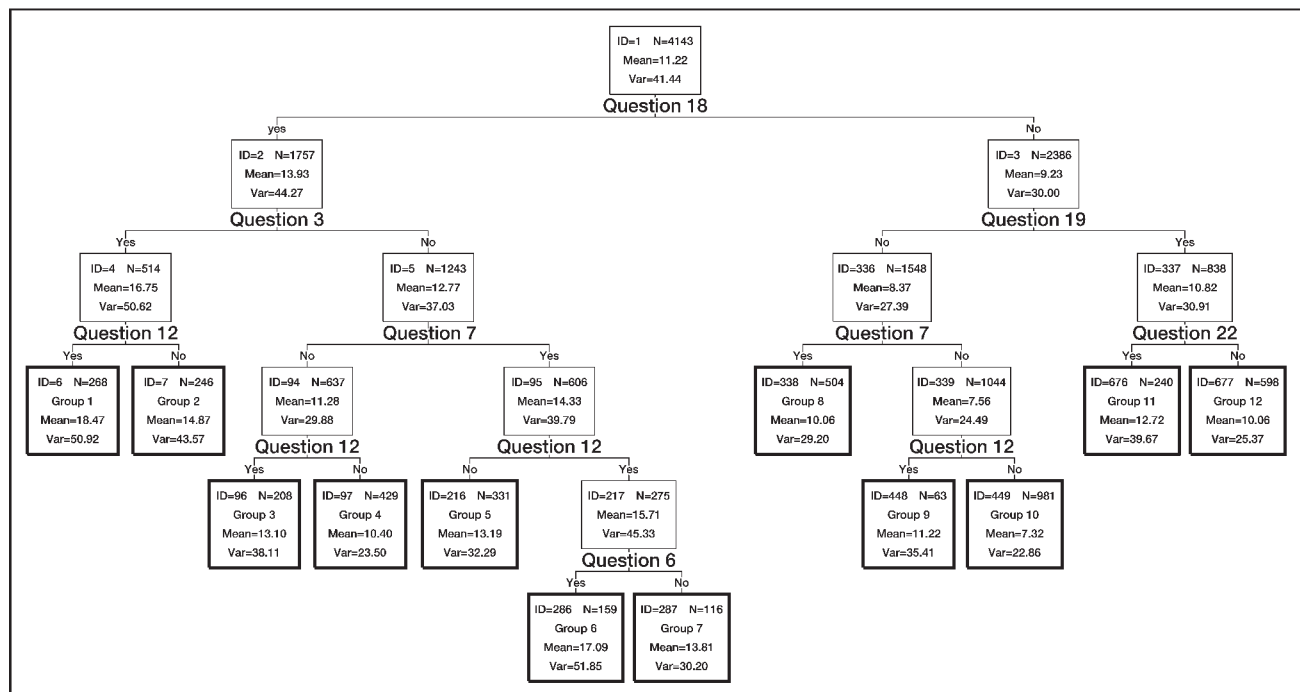 ID=1 N=4143
Mean=11.22
Var=41.44
Question 18
yes
No
ID=2 N=1757
Mean=13.93
Var=44.27
Question 3
ID=3 N=2386
Mean=9.23
Var=30.00
Question 19
Yes
No
No
Yes
ID=4 N=514
Mean=16.75
Var=50.62
Question 12
ID=5 N=1243
Mean=12.77
Var=37.03
Question 7
ID=336 N=1548
Mean=8.37
Var=27.39
Question 7
ID=337 N=838
Mean=10.82
Var=30.91
Question 22
Yes
No
No
Yes
Yes
No
Yes
No
ID=6 N=268
Group 1
Mean=18.47
Var=50.92
ID=7 N=246
Group 2
Mean=14.87
Var=43.57
ID=94 N=637
Mean=11.28
Var=29.88
Question 12
ID=95 N=606
Mean=14.33
Var=39.79
Question 12
ID=338 N=504
Group 8
Mean=10.06
Var=29.20
ID=339 N=1044
Mean=7.56
Var=24.49
Question 12
ID=676 N=240
Group 11
Mean=12.72
Var=39.67
ID=677 N=598
Group 12
Mean=10.06
Var=25.37
Yes
No
No
Yes
Yes
No
ID=96 N=208
Group 3
Mean=13.10
Var=38.11
ID=97 N=429
Group 4
Mean=10.40
Var=23.50
ID=216 N=331
Group 5
Mean=13.19
Var=32.29
ID=217 N=275
Mean=15.71
Var=45.33
Question 6
ID=448 N=63
Group 9
Mean=11.22
Var=35.41
ID=449 N=981
Group 10
Mean=7.32
Var=22.86
Yes
No
ID=286 N=159
Group 6
Mean=17.09
Var=51.85
ID=287 N=116
Group 7
Mean=13.81
Var=30.20